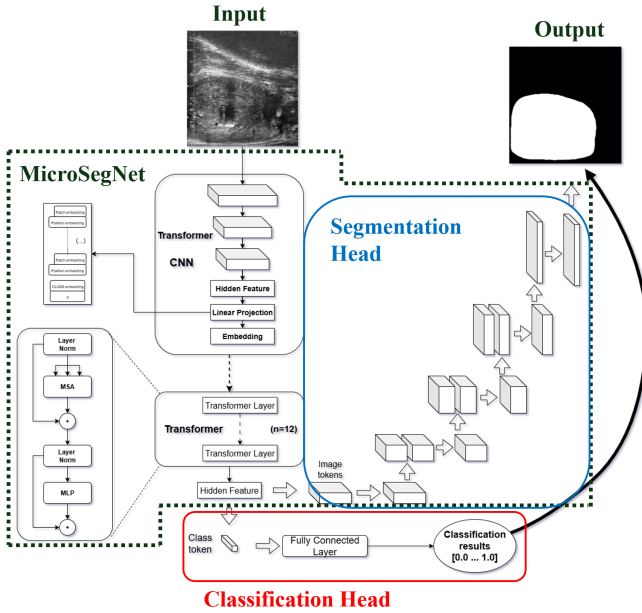 Input
Output
MicroSegNet
Patch embedding
Position embedding
(...)
Patch embedding
Position embedding
CLASS embedding
0
Transformer
CNN
Hidden Feature
Linear Projection
Embedding
Segmentation
Head
Layer
Norm
MSA
+
Layer
Norm
MLP
+
Transformer Layer
Transformer
(n=12)
Transformer Layer
Hidden Feature
Image
tokens
Class
token
Fully Connected
Layer
Classification
results
[0.0 ... 1.0]
Classification Head